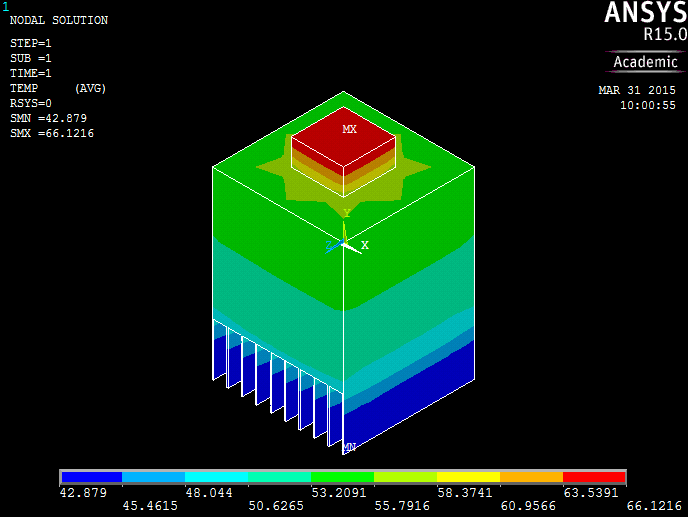 1
NODAL SOLUTION
STEP=1
SUB =1
TIME=1
TEMP (AVG)
RSYS=0
SMN =42.879
SMX =66.1216
ANSYS
R15.0
Academic
MAR 31 2015
10:00:55
MX
Y
Z
X
MN
42.879 48.044 53.2091 58.3741 63.5391
45.4615 50.6265 55.7916 60.9566 66.1216